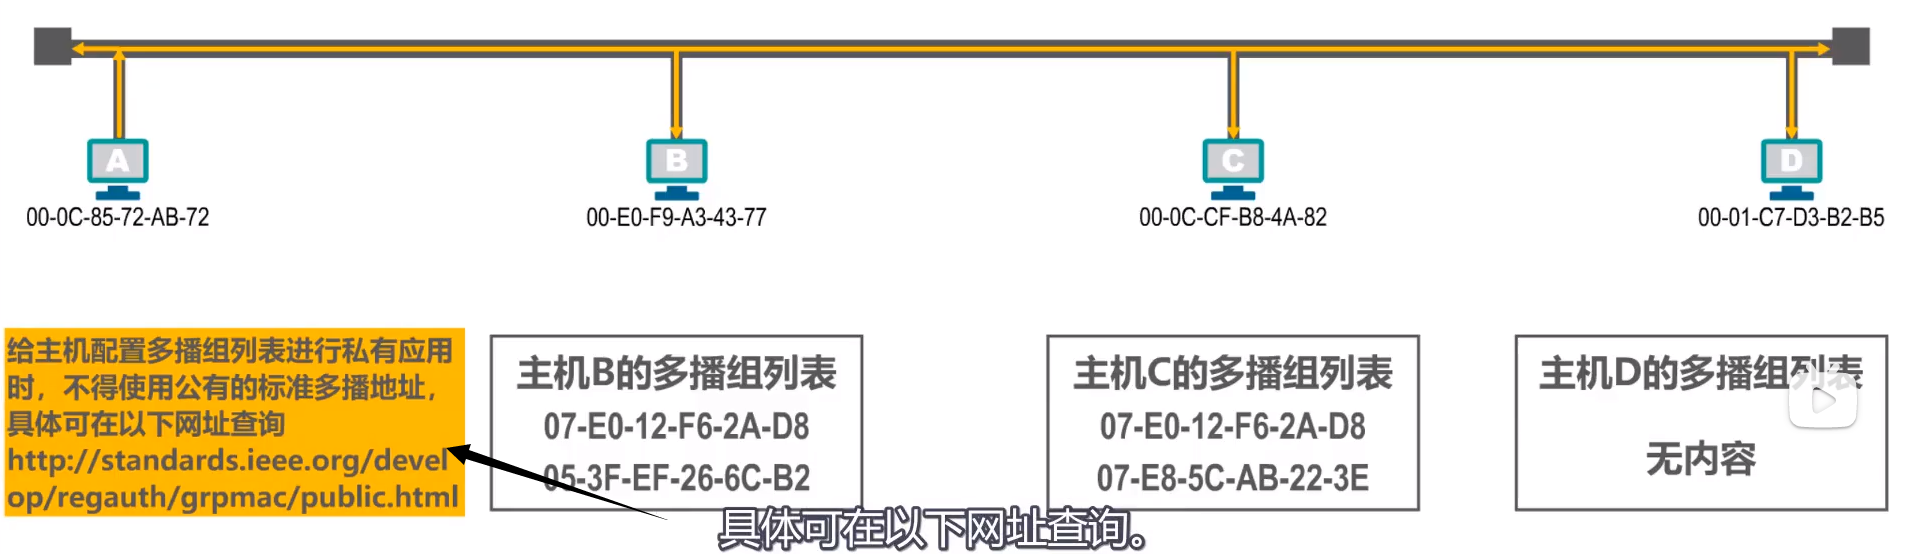 A
B
C
D
00-0C-85-72-AB-72
00-E0-F9-A3-43-77
00-0C-CF-B8-4A-82
00-01-C7-D3-B2-B5
给主机配置多播组列表进行私有应用
时，不得使用公有的标准多播地址，
具体可在以下网址查询
http://standards.ieee.org/devel
op/regauth/grpmac/public.html
主机B的多播组列表
07-E0-12-F6-2A-D8
05-3F-EF-26-6C-B2
主机C的多播组列表
07-E0-12-F6-2A-D8
07-E8-5C-AB-22-3E
主机D的多播组列表
无内容
具体可在以下网址查询。